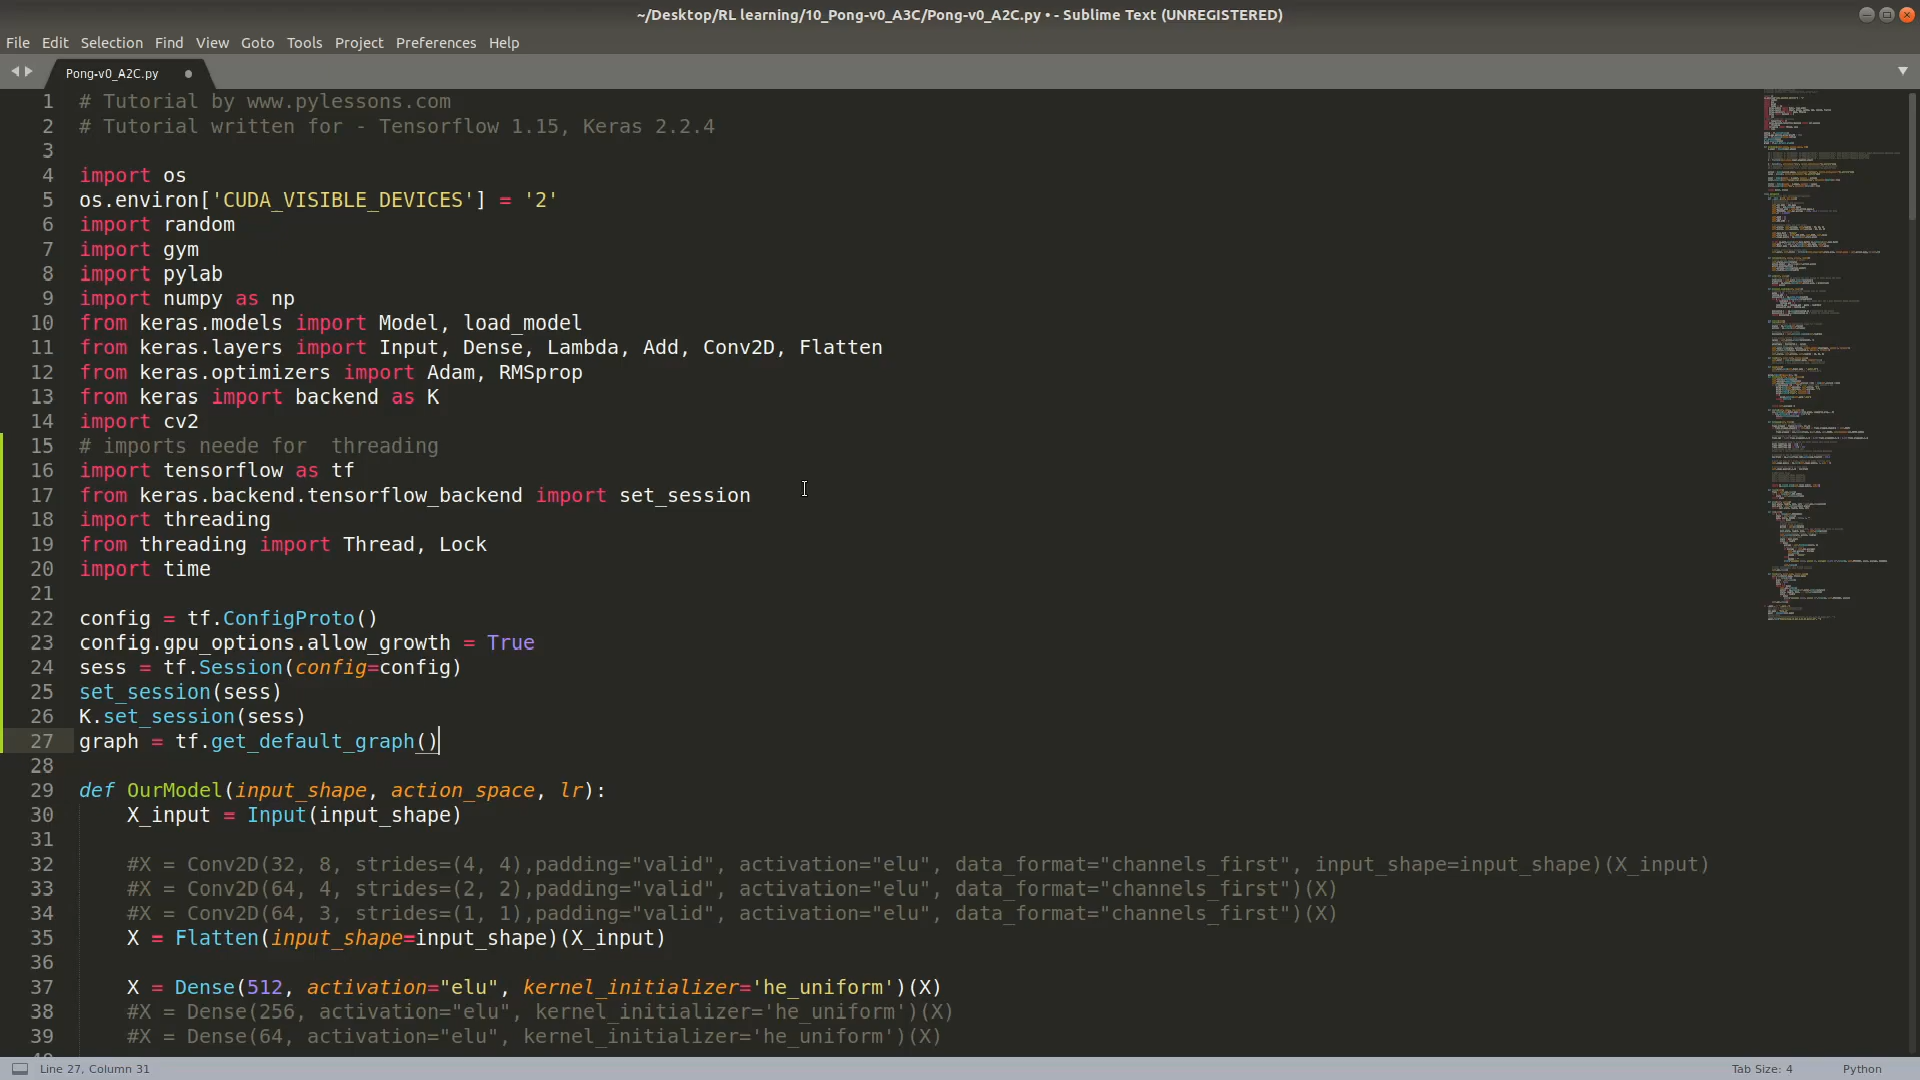 ~/Desktop/RL learning/10_Pong-v0_A3C/Pong-v0_A2C.py • - Sublime Text (UNREGISTERED)
File Edit Selection Find View Goto Tools Project Preferences Help
Pong-v0_A2C.py
1 # Tutorial by www.pylessons.com
2 # Tutorial written for - Tensorflow 1.15, Keras 2.2.4
3
4 import os
5 os.environ['CUDA_VISIBLE_DEVICES'] = '2'
6 import random
7 import gym
8 import pylab
9 import numpy as np
10 from keras.models import Model, load_model
11 from keras.layers import Input, Dense, Lambda, Add, Conv2D, Flatten
12 from keras.optimizers import Adam, RMSprop
13 from keras import backend as K
14 import cv2
15 # imports neede for  threading
16 import tensorflow as tf
17 from keras.backend.tensorflow_backend import set_session
18 import threading
19 from threading import Thread, Lock
20 import time
21
22 config = tf.ConfigProto()
23 config.gpu_options.allow_growth = True
24 sess = tf.Session(config=config)
25 set_session(sess)
26 K.set_session(sess)
27 graph = tf.get_default_graph()
28
29 def OurModel(input_shape, action_space, lr):
30     X_input = Input(input_shape)
31
32     #X = Conv2D(32, 8, strides=(4, 4),padding="valid", activation="elu", data_format="channels_first", input_shape=input_shape)(X_input)
33     #X = Conv2D(64, 4, strides=(2, 2),padding="valid", activation="elu", data_format="channels_first")(X)
34     #X = Conv2D(64, 3, strides=(1, 1),padding="valid", activation="elu", data_format="channels_first")(X)
35     X = Flatten(input_shape=input_shape)(X_input)
36
37     X = Dense(512, activation="elu", kernel_initializer='he_uniform')(X)
38     #X = Dense(256, activation="elu", kernel_initializer='he_uniform')(X)
39     #X = Dense(64, activation="elu", kernel_initializer='he_uniform')(X)
Line 27, Column 31
Tab Size: 4
Python